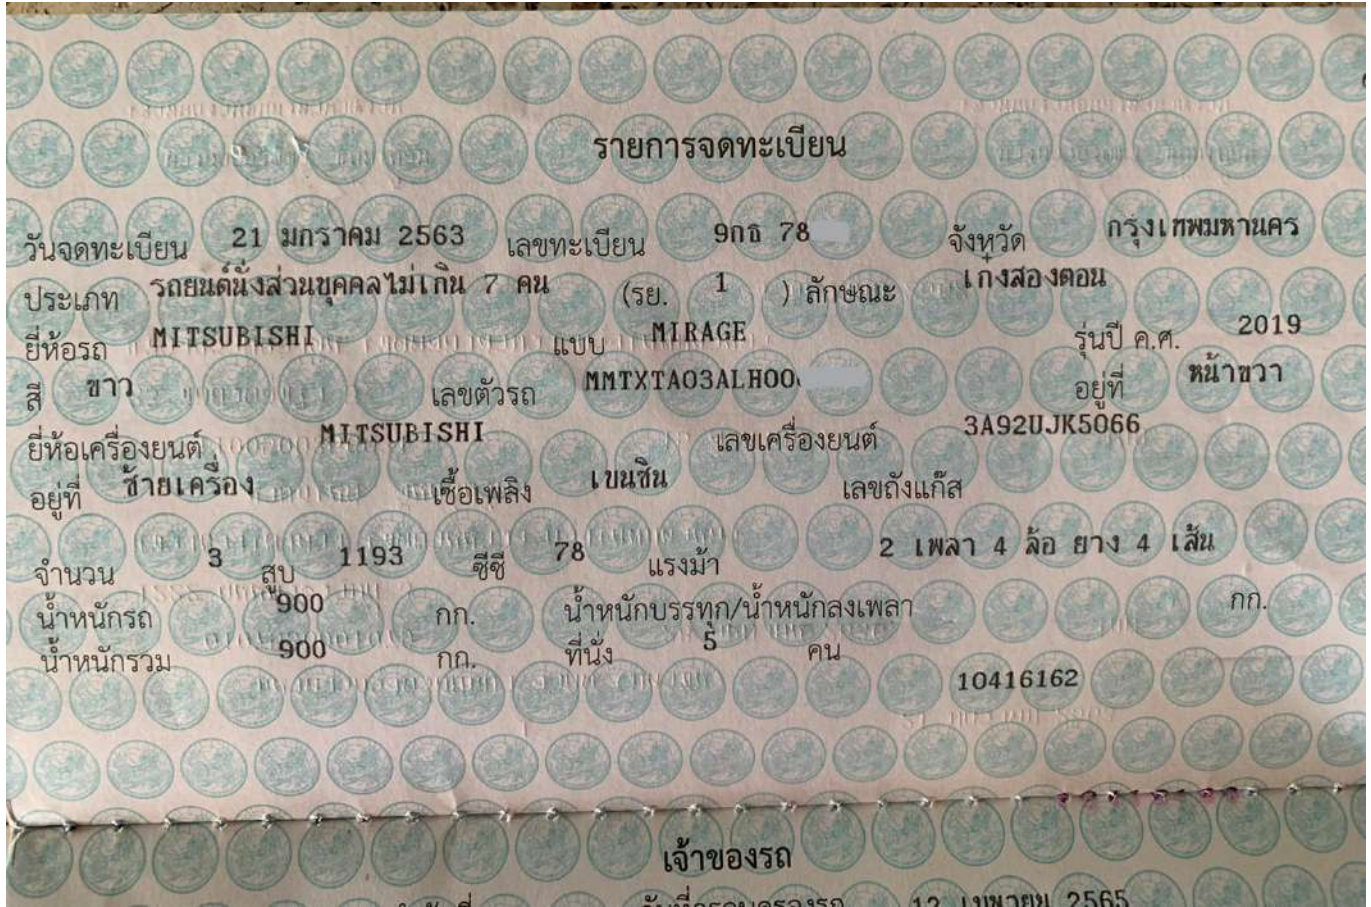 รายการจดทะเบียน
วันจดทะเบียน 21 มกราคม 2563 เลขทะเบียน 9กธิ 78 จังหวัด กรุงเทพมหานคร
ประเภท รถยนต์นั่งส่วนบุคคลไม่เกิน 7 คน (รย. 1 ) ลักษณะ เก๋งสองตอน
ยี่ห้อรถ MITSUBISHI แบบ MIRAGE รุ่นปี ค.ศ. 2019
สี ขาว เลขตัวรถ MMTXTA03ALH00 อยู่ที่ หน้าขวา
ยี่ห้อเครื่องยนต์ MITSUBISHI เลขเครื่องยนต์ 3A92UJK5066
อยู่ที่ ซ้ายเครื่อง เชื้อเพลิง เบนซิน เลขถังแก๊ส
จำนวน 3 สูบ 1193 ซีซี 78 แรงม้า 2 เพลา 4 ล้อ ยาง 4 เส้น
น้ำหนักรถ 900 กก. น้ำหนักบรรทุก/น้ำหนักลงเพลา กก.
น้ำหนักรวม 900 กก. ที่นั่ง 5 คน
10416162
เจ้าของรถ
วันที่ครอบครองรถ 12 เมษายน 2565